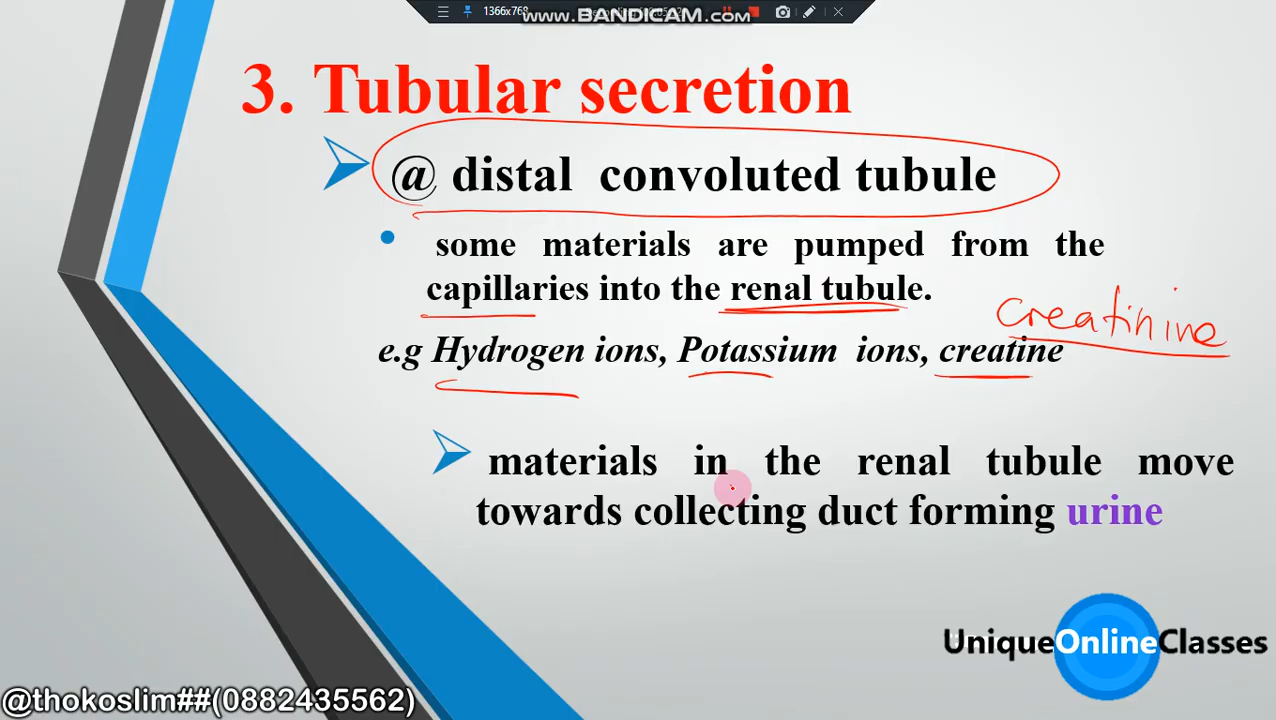 1366x768
www.BANDICAM.com
3. Tubular secretion
@ distal convoluted tubule
some materials are pumped from the
capillaries into the renal tubule.
creatinine
e.g Hydrogen ions, Potassium ions, creatine
materials in the renal tubule move
towards collecting duct forming urine
UniqueOnlineClasses
@thokoslim##(0882435562)